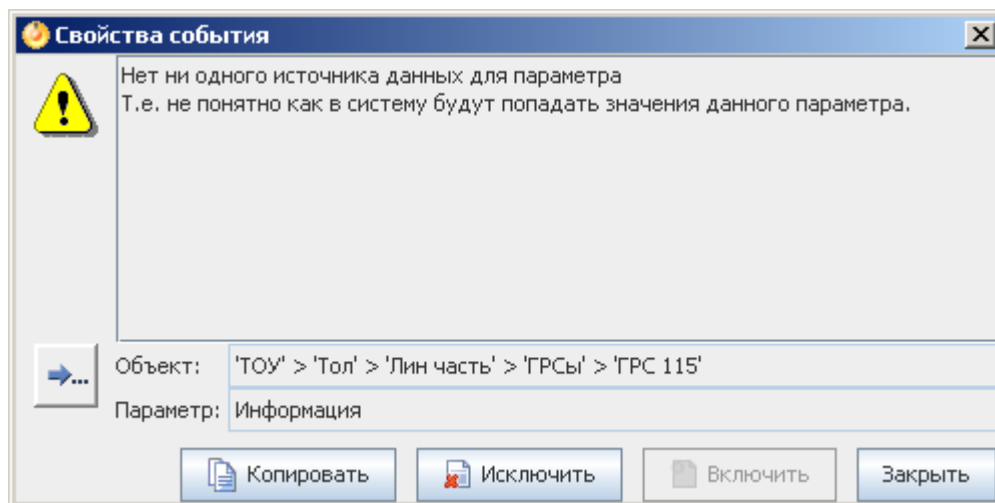 Свойства события
Нет ни одного источника данных для параметра
Т.е. не понятно как в систему будут попадать значения данного параметра.
Объект: 'ТОУ' > 'Тол' > 'Лин часть' > 'ГРСы' > 'ГРС 115'
Параметр: Информация
Копировать Исключить Включить Закрыть